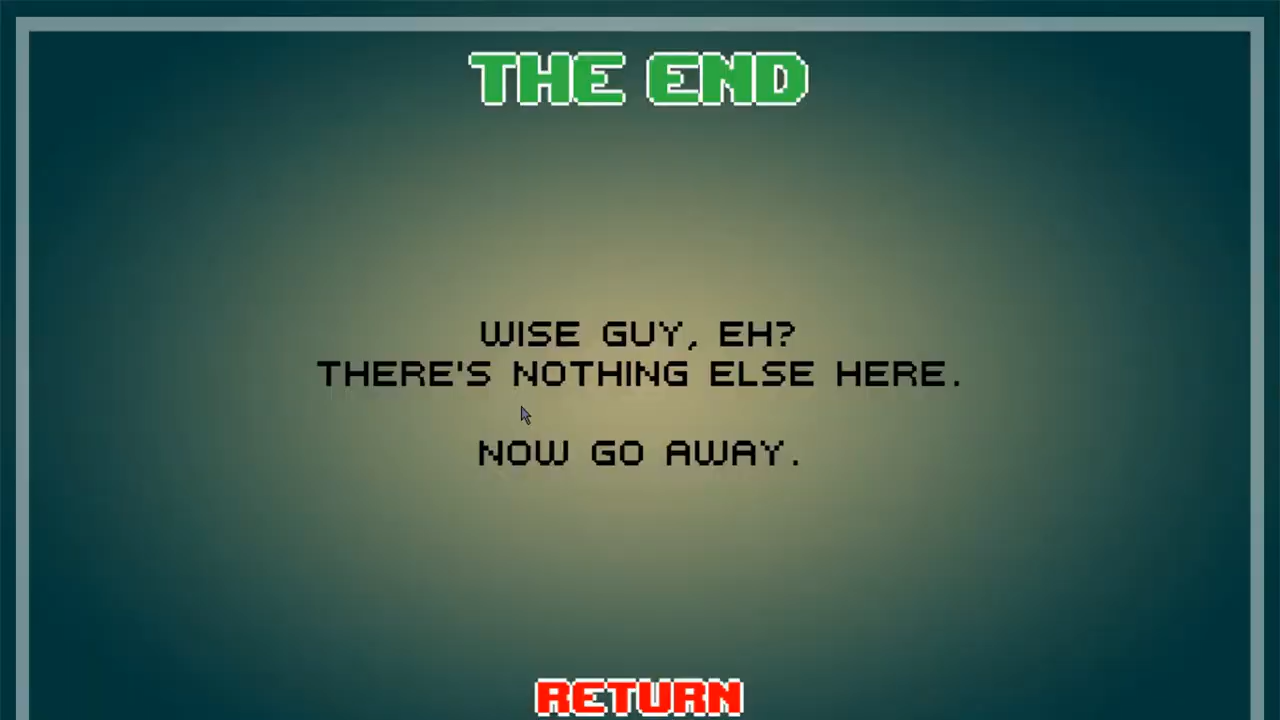 THE END
WISE GUY, EH?
THERE'S NOTHING ELSE HERE.
NOW GO AWAY.
RETURN